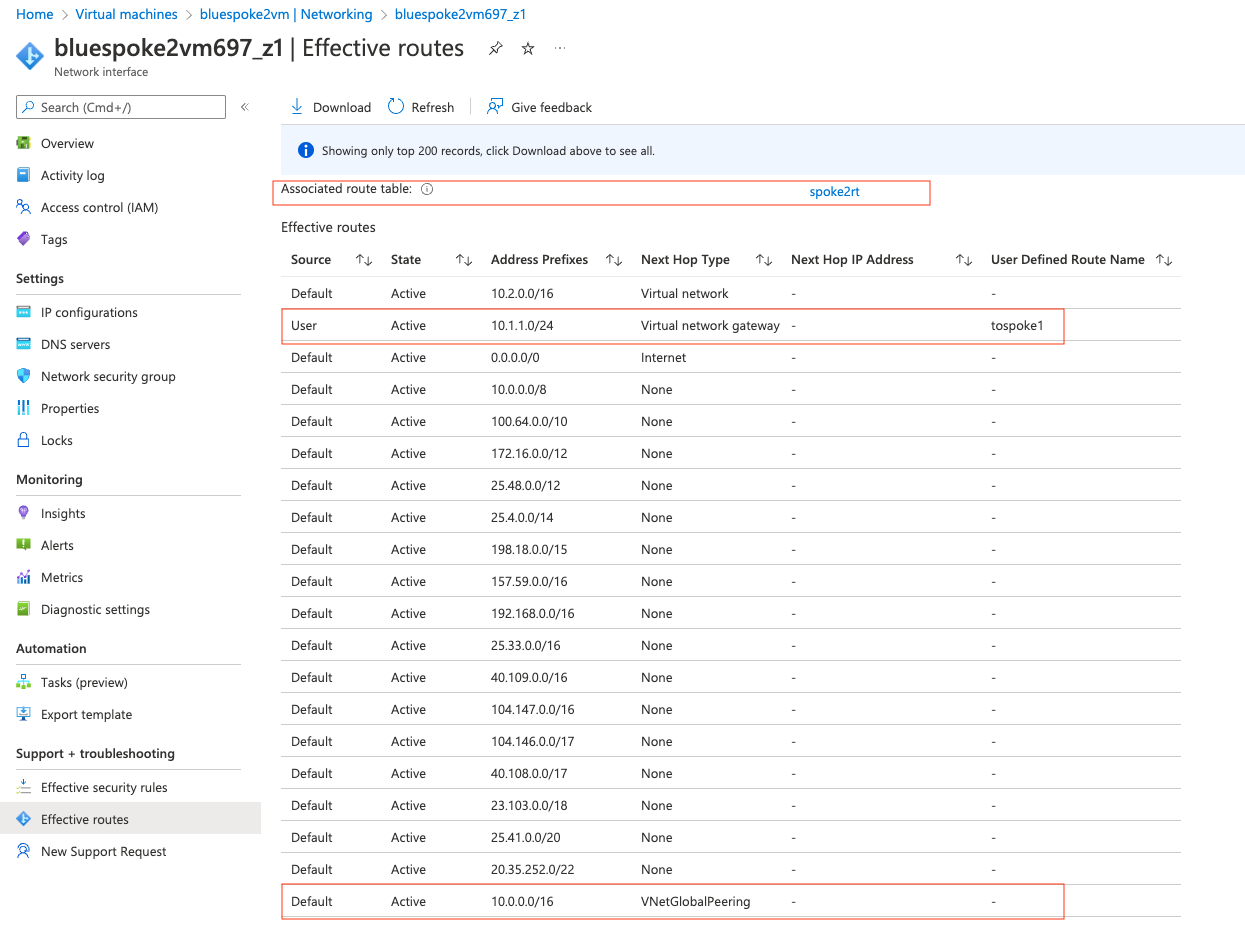 Home > Virtual machines > bluespoke2vm | Networking > bluespoke2vm697_z1
bluespoke2vm697_z1 | Effective routes
Network interface
Search (Cmd+/)
Overview
Activity log
Access control (IAM)
Tags
Settings
IP configurations
DNS servers
Network security group
Properties
Locks
Monitoring
Insights
Alerts
Metrics
Diagnostic settings
Automation
Tasks (preview)
Export template
Support + troubleshooting
Effective security rules
Effective routes
New Support Request
Download Refresh Give feedback
Showing only top 200 records, click Download above to see all.
Associated route table: spoke2rt
Effective routes
Source State Address Prefixes Next Hop Type Next Hop IP Address User Defined Route Name
Default Active 10.2.0.0/16 Virtual network - -
User Active 10.1.1.0/24 Virtual network gateway - tospoke1
Default Active 0.0.0.0/0 Internet - -
Default Active 10.0.0.0/8 None - -
Default Active 100.64.0.0/10 None - -
Default Active 172.16.0.0/12 None - -
Default Active 25.48.0.0/12 None - -
Default Active 25.4.0.0/14 None - -
Default Active 198.18.0.0/15 None - -
Default Active 157.59.0.0/16 None - -
Default Active 192.168.0.0/16 None - -
Default Active 25.33.0.0/16 None - -
Default Active 40.109.0.0/16 None - -
Default Active 104.147.0.0/16 None - -
Default Active 104.146.0.0/17 None - -
Default Active 40.108.0.0/17 None - -
Default Active 23.103.0.0/18 None - -
Default Active 25.41.0.0/20 None - -
Default Active 20.35.252.0/22 None - -
Default Active 10.0.0.0/16 VNetGlobalPeering - -